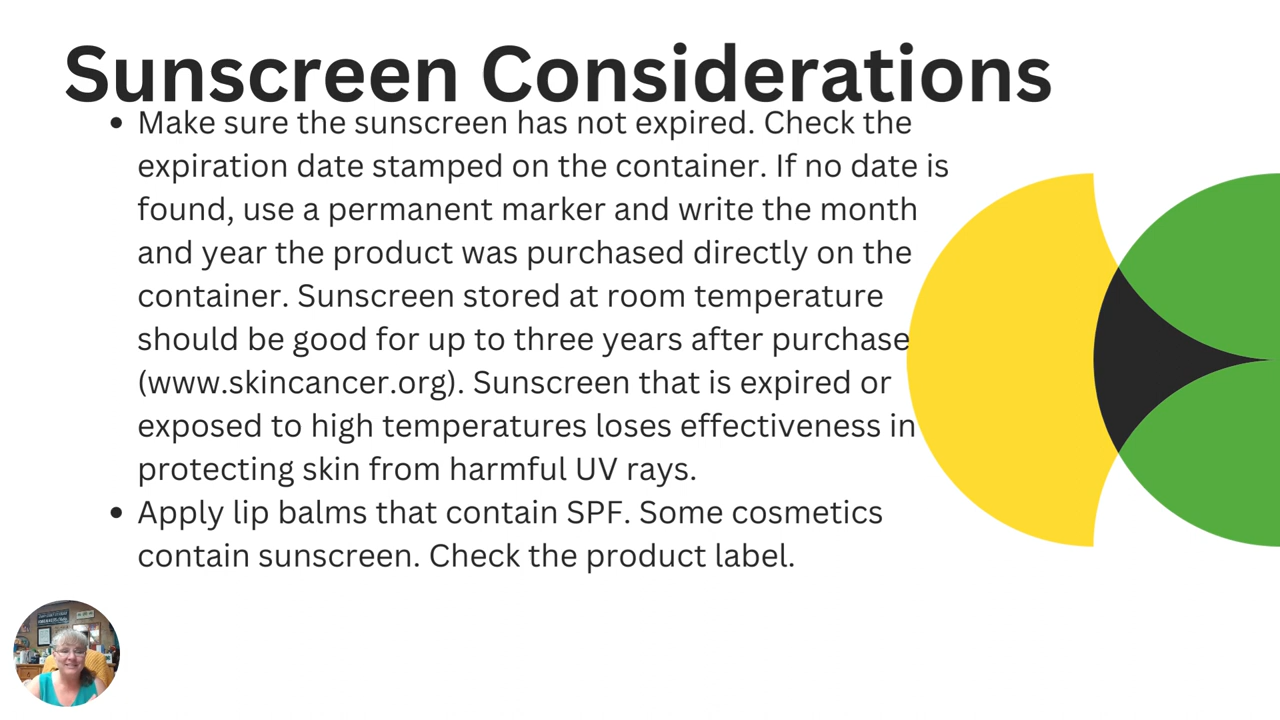 Sunscreen Considerations
• Make sure the sunscreen has not expired. Check the
expiration date stamped on the container. If no date is
found, use a permanent marker and write the month
and year the product was purchased directly on the
container. Sunscreen stored at room temperature
should be good for up to three years after purchase
(www.skincancer.org). Sunscreen that is expired or
exposed to high temperatures loses effectiveness in
protecting skin from harmful UV rays.
• Apply lip balms that contain SPF. Some cosmetics
contain sunscreen. Check the product label.